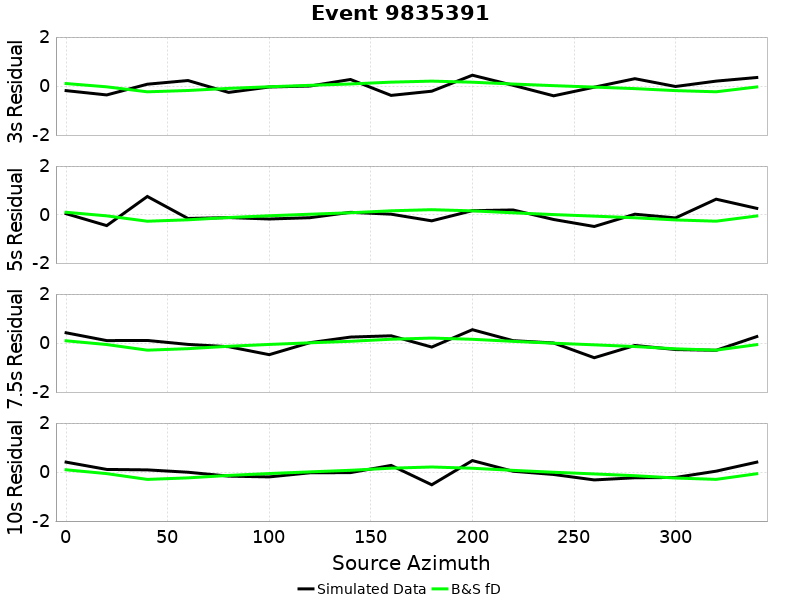 Event 9835391
3s Residual
2
0
-2
5s Residual
2
0
-2
7.5s Residual
2
0
-2
10s Residual
2
0
-2
0 50 100 150 200 250 300
Source Azimuth
Simulated Data B&S fD